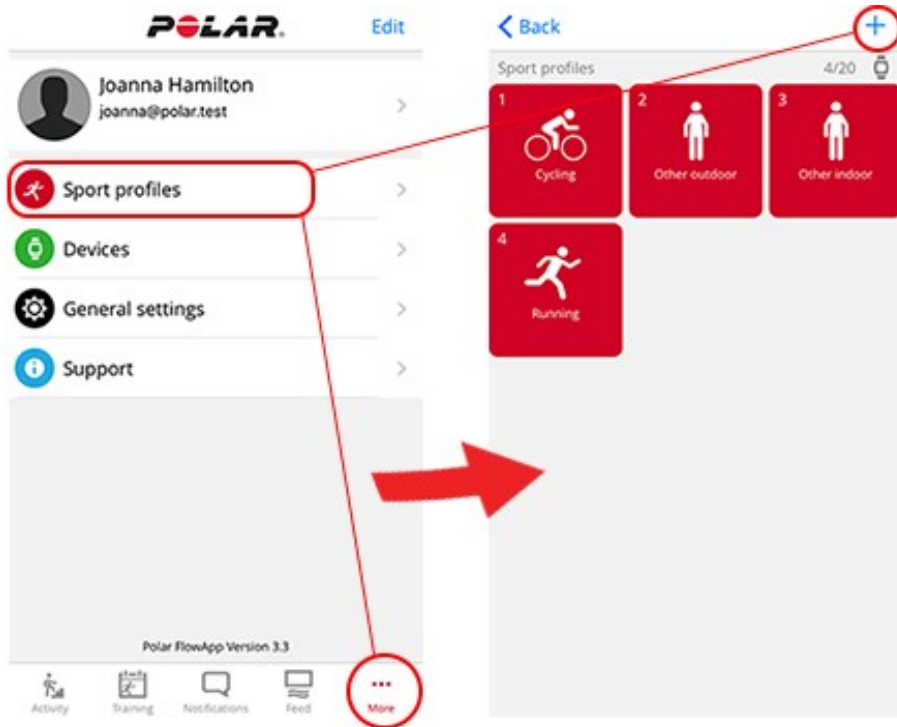 POLAR.
Edit
Joanna Hamilton
joanna@polar.test
Sport profiles
Devices
General settings
Support
Polar FlowApp Version 3.3
Activity
Training
Notifications
Feed
More
Back
+
Sport profiles
4/20
1
Cycling
2
Other outdoor
3
Other indoor
4
Running